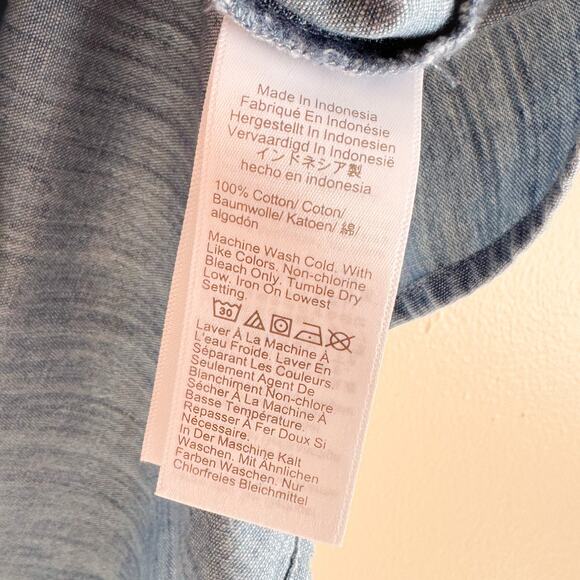 Made In Indonesia
Fabriqué En Indonésie
Hergestellt In Indonesien
Vervaardigd In Indonesië
インドネシア製
hecho en indonesia
100% Cotton/ Coton/
Baumwolle/ Katoen/ 綿/
algodón
Machine Wash Cold. With
Like Colors. Non-chlorine
Bleach Only. Tumble Dry
Low. Iron On Lowest
Setting.
30
Laver À La Machine À
L'eau Froide. Laver En
Séparant Les Couleurs.
Seulement Agent De
Blanchiment Non-chlore
Sécher À La Machine À
Basse Température.
Repasser À Fer Doux Si
Nécessaire.
In Der Maschine Kalt
Waschen. Mit Ähnlichen
Farben Waschen. Nur
Chlorfreies Bleichmittel